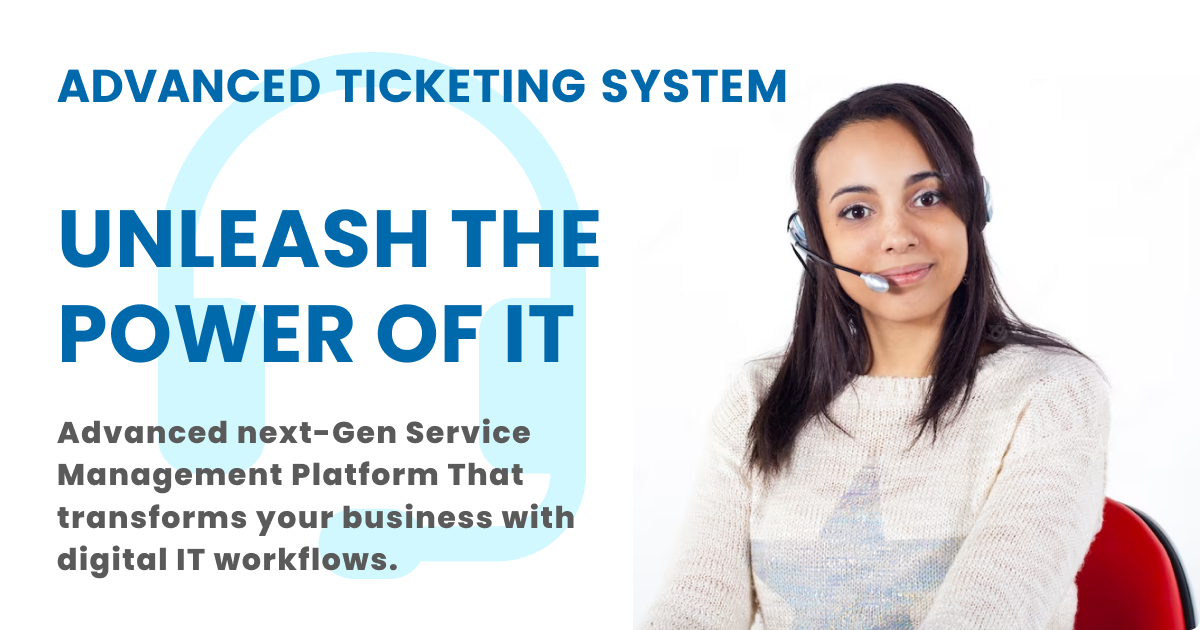 ADVANCED TICKETING SYSTEM
UNLEASH THE
POWER OF IT
Advanced next-Gen Service
Management Platform That
transforms your business with
digital IT workflows.